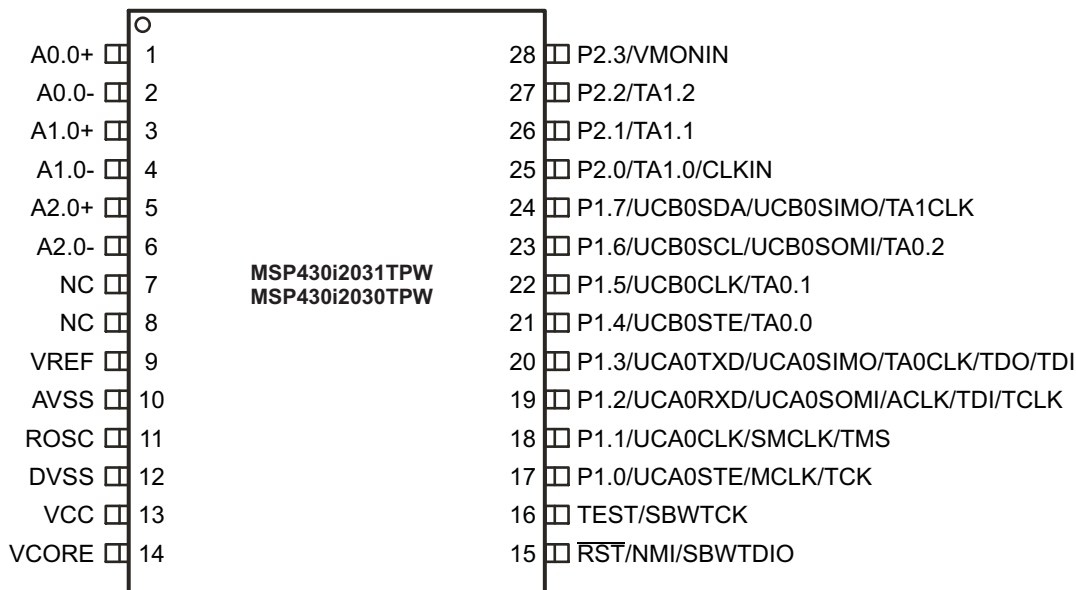 A0.0+ 1 28 P2.3/VMONIN
A0.0- 2 27 P2.2/TA1.2
A1.0+ 3 26 P2.1/TA1.1
A1.0- 4 25 P2.0/TA1.0/CLKIN
A2.0+ 5 24 P1.7/UCB0SDA/UCB0SIMO/TA1CLK
A2.0- 6 23 P1.6/UCB0SCL/UCB0SOMI/TA0.2
MSP430i2031TPW
NC 7 22 P1.5/UCB0CLK/TA0.1
MSP430i2030TPW
NC 8 21 P1.4/UCB0STE/TA0.0
VREF 9 20 P1.3/UCA0TXD/UCA0SIMO/TA0CLK/TDO/TDI
AVSS 10 19 P1.2/UCA0RXD/UCA0SOMI/ACLK/TDI/TCLK
ROSC 11 18 P1.1/UCA0CLK/SMCLK/TMS
DVSS 12 17 P1.0/UCA0STE/MCLK/TCK
VCC 13 16 TEST/SBWTCK
VCORE 14 15 RST/NMI/SBWTDIO